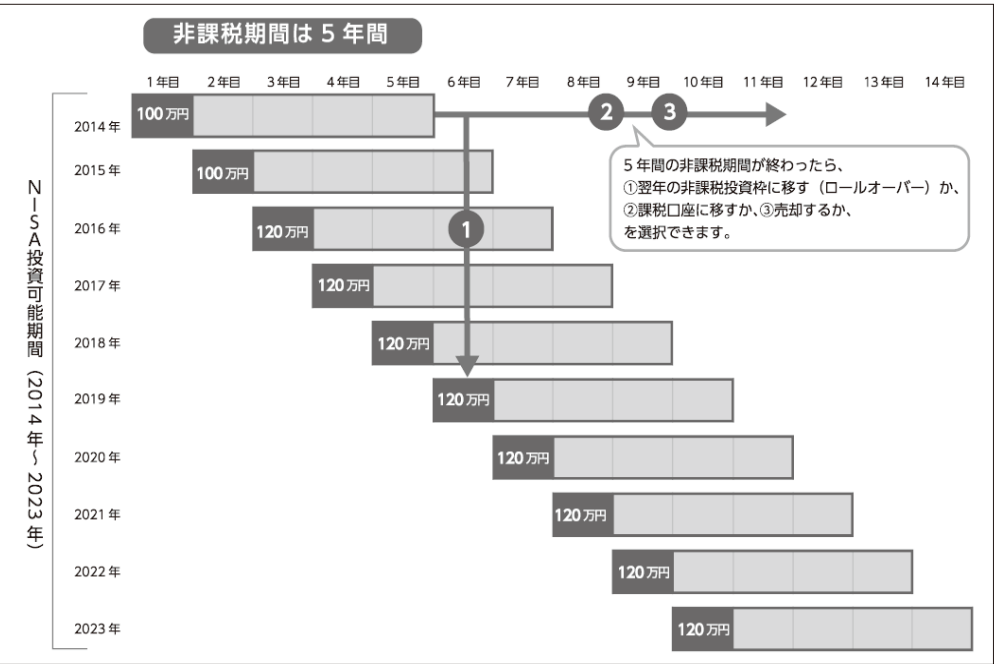 非課税期間は5年間
1年目 2年目 3年目 4年目 5年目 6年目 7年目 8年目 9年目 10年目 11年目 12年目 13年目 14年目
NISA投資可能期間(2014年〜2023年)
2014年 100万円 2 3
5年間の非課税期間が終わったら、
①翌年の非課税投資枠に移す(ロールオーバー)か、
②課税口座に移すか、③売却するか、
を選択できます。
2015年 100万円
2016年 120万円 1
2017年 120万円
2018年 120万円
2019年 120万円
2020年 120万円
2021年 120万円
2022年 120万円
2023年 120万円